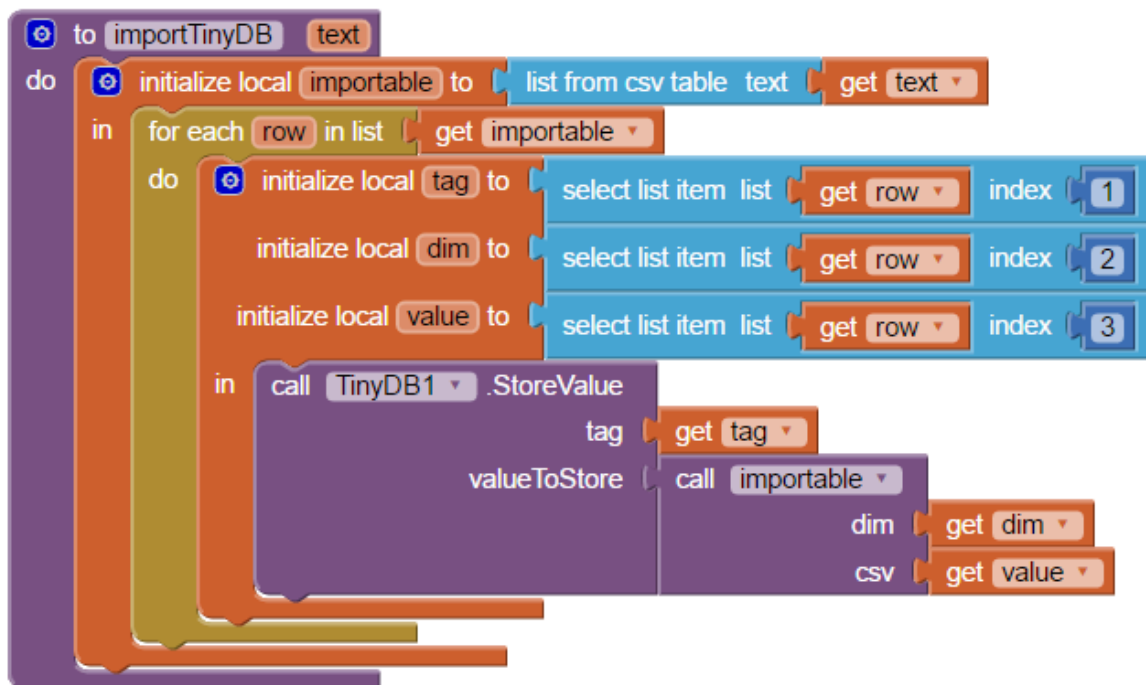 to importTinyDB text
do initialize local importable to list from csv table text get text
in for each row in list get importable
do initialize local tag to select list item list get row index 1
initialize local dim to select list item list get row index 2
initialize local value to select list item list get row index 3
in call TinyDB1 .StoreValue
tag get tag
valueToStore call importable
dim get dim
csv get value